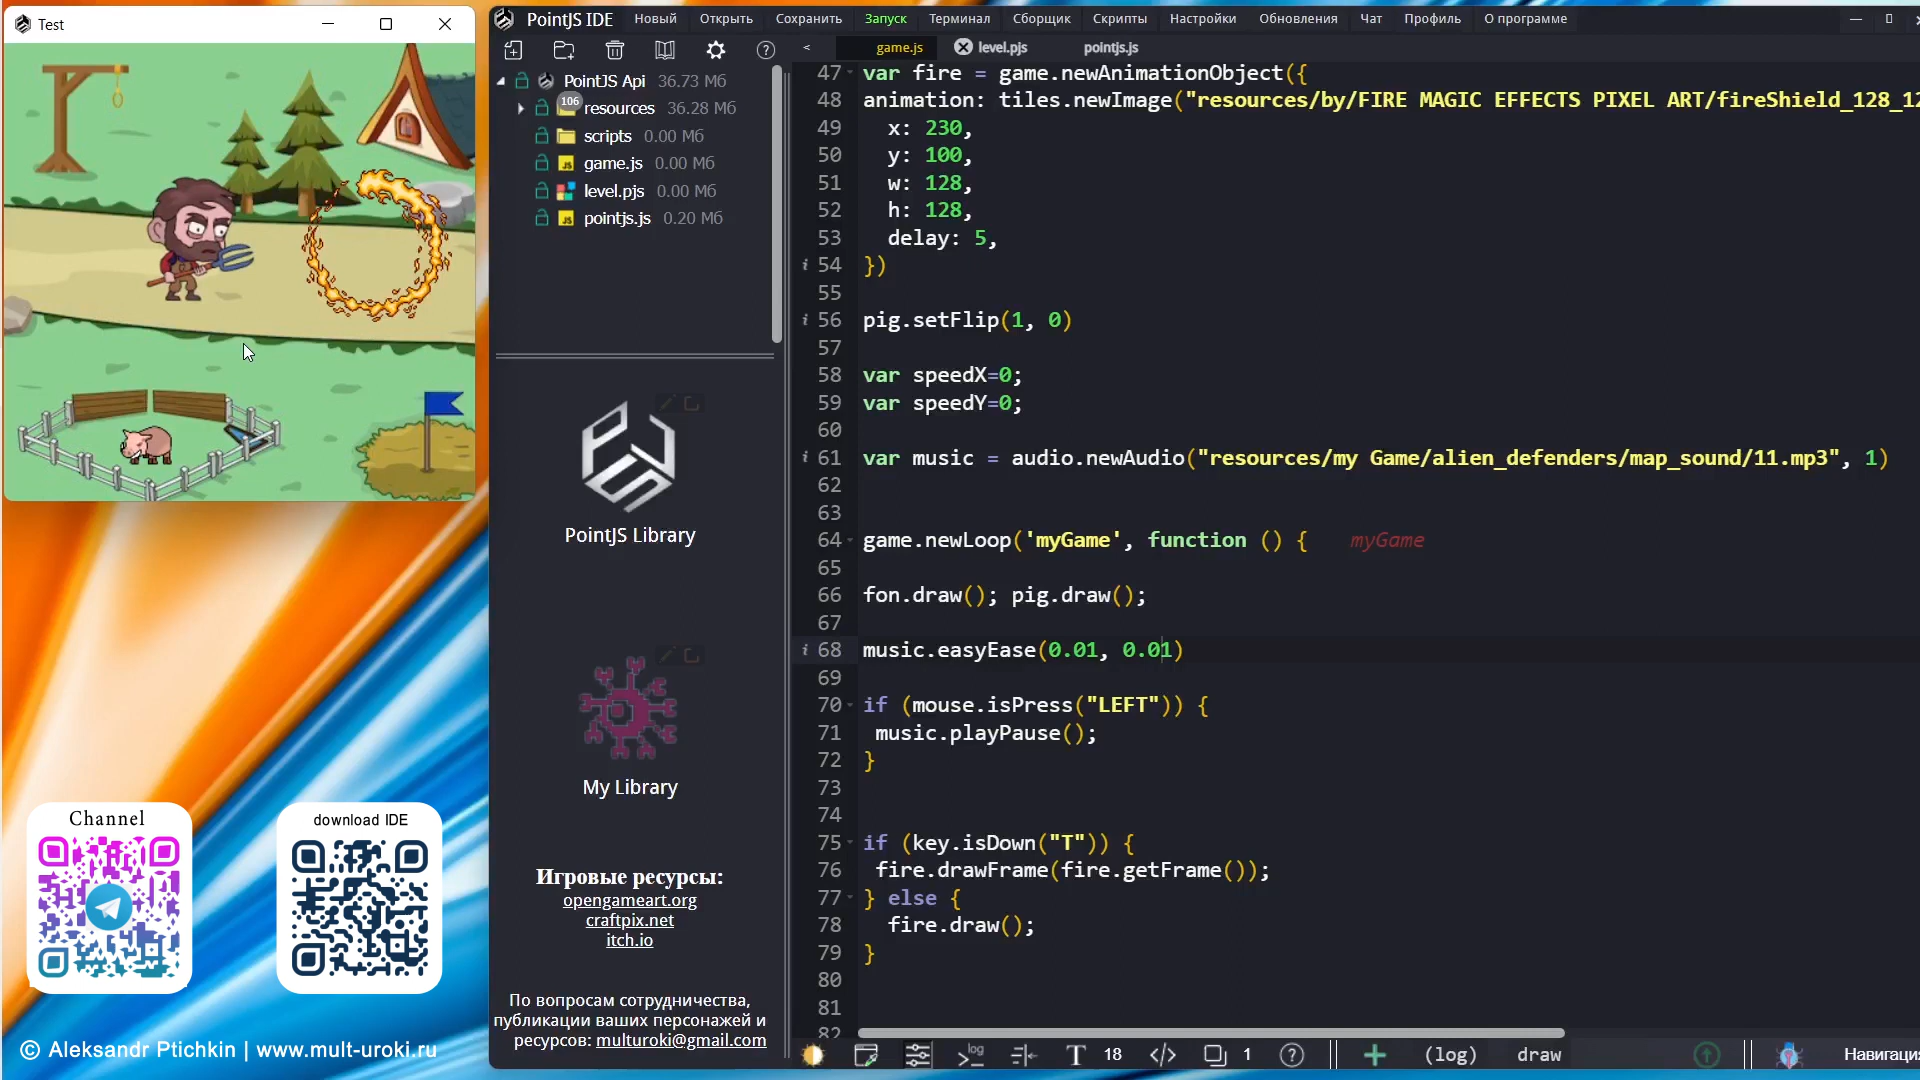 Test
PointJS IDE Новый Открыть Сохранить Запуск Терминал Сборщик Скрипты Настройки Обновления Чат Профиль О программе
< game.js level.pjs pointjs.js
PointJS Api 36.73 Мб
106 resources 36.28 Мб
scripts 0.00 Мб
game.js 0.00 Мб
level.pjs 0.00 Мб
pointjs.js 0.20 Мб
PointJS Library
My Library
Игровые ресурсы:
opengameart.org
craftpix.net
itch.io
По вопросам сотрудничества,
публикации ваших персонажей и
ресурсов: multuroki@gmail.com
47 var fire = game.newAnimationObject({
48 animation: tiles.newImage("resources/by/FIRE MAGIC EFFECTS PIXEL ART/fireShield_128_12
49 x: 230,
50 y: 100,
51 w: 128,
52 h: 128,
53 delay: 5,
54 })
55
56 pig.setFlip(1, 0)
57
58 var speedX=0;
59 var speedY=0;
60
61 var music = audio.newAudio("resources/my Game/alien_defenders/map_sound/11.mp3", 1)
62
63
64 game.newLoop('myGame', function () { myGame
65
66 fon.draw(); pig.draw();
67
68 music.easyEase(0.01, 0.01)
69
70 if (mouse.isPress("LEFT")) {
71 music.playPause();
72 }
73
74
75 if (key.isDown("T")) {
76 fire.drawFrame(fire.getFrame());
77 } else {
78 fire.draw();
79 }
80
81
82
log T 18 1 (log) draw Навигаци
Channel
download IDE
© Aleksandr Ptichkin | www.mult-uroki.ru